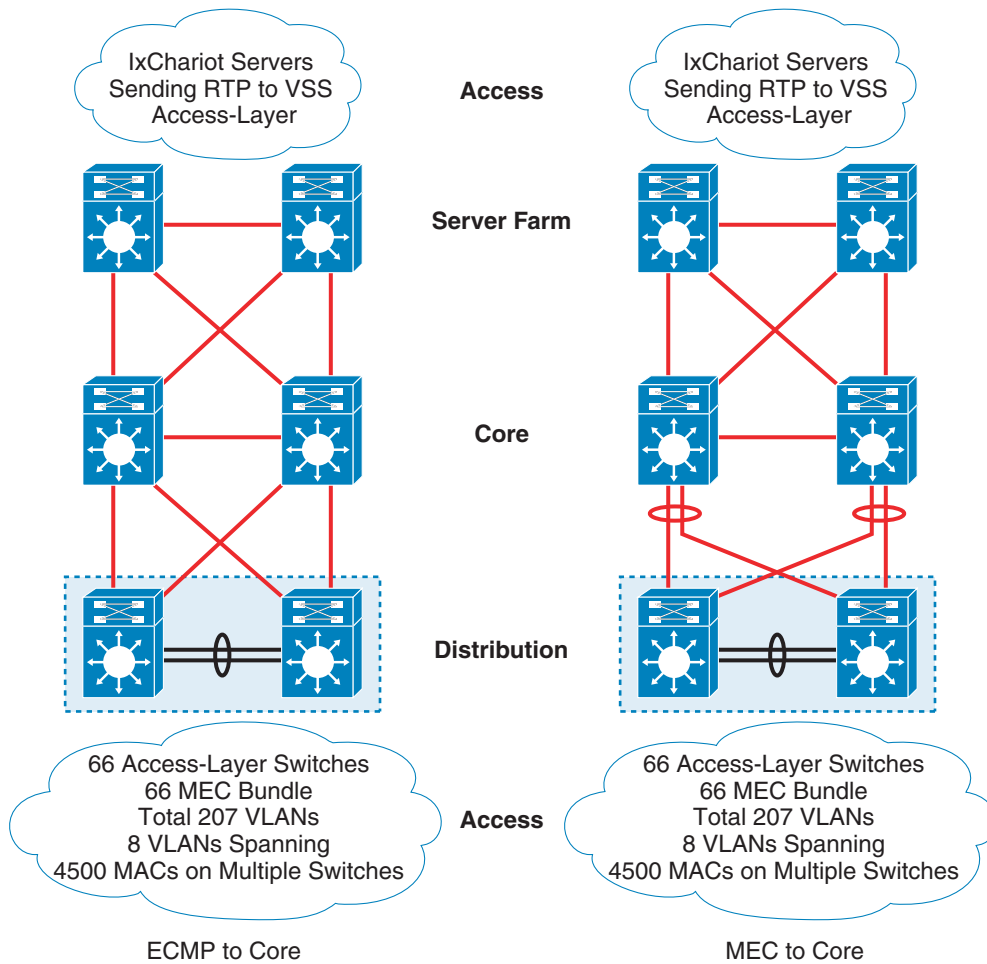 IxChariot Servers
Sending RTP to VSS
Access-Layer
Access
IxChariot Servers
Sending RTP to VSS
Access-Layer
Server Farm
Core
Distribution
66 Access-Layer Switches
66 MEC Bundle
Total 207 VLANs
8 VLANs Spanning
4500 MACs on Multiple Switches
Access
66 Access-Layer Switches
66 MEC Bundle
Total 207 VLANs
8 VLANs Spanning
4500 MACs on Multiple Switches
ECMP to Core
MEC to Core